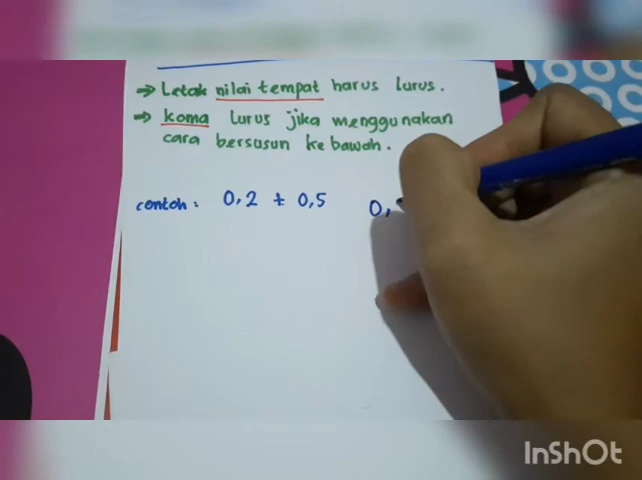 → Letak nilai tempat harus lurus.
→ koma lurus jika menggunakan
cara bersusun ke bawah.
contoh : 0,2 + 0,5 0,
InShOt